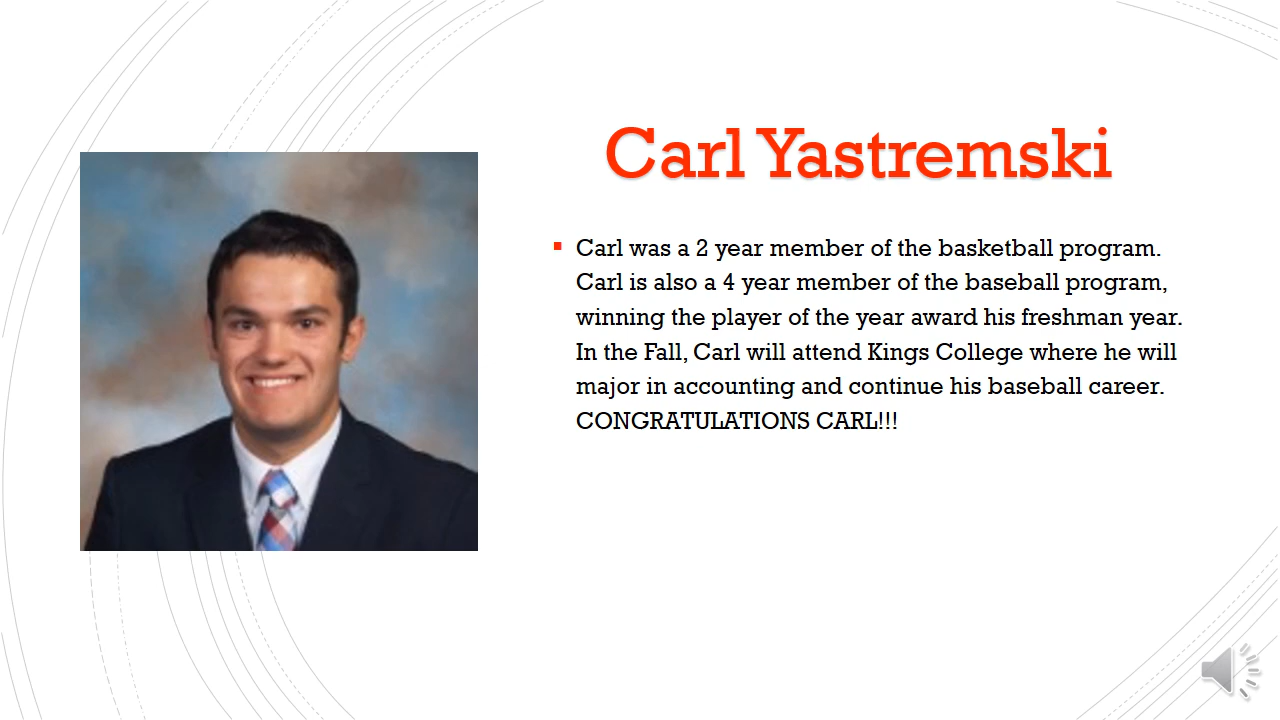 Carl Yastremski
Carl was a 2 year member of the basketball program.
Carl is also a 4 year member of the baseball program,
winning the player of the year award his freshman year.
In the Fall, Carl will attend Kings College where he will
major in accounting and continue his baseball career.
CONGRATULATIONS CARL!!!